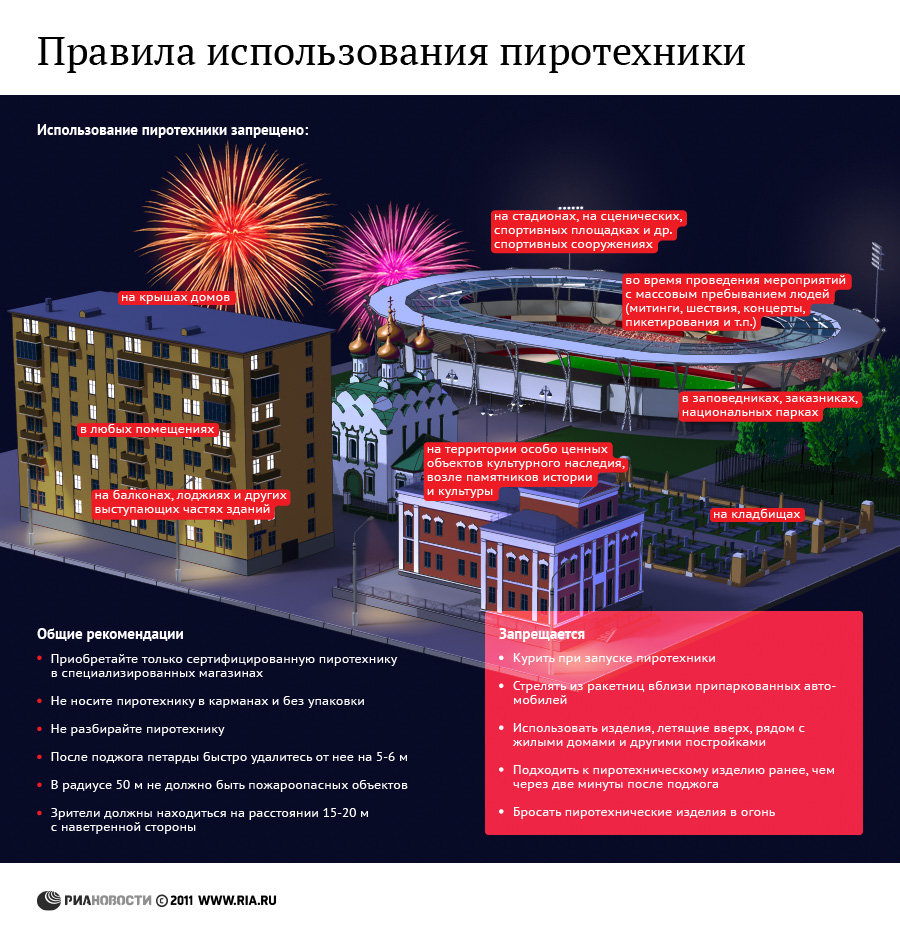 Правила использования пиротехники
Использование пиротехники запрещено:
на стадионах, на сценических,
спортивных площадках и др.
спортивных сооружениях
во время проведения мероприятий
с массовым пребыванием людей
(митинги, шествия, концерты,
пикетирования и т.п.)
на крышах домов
в заповедниках, заказниках,
национальных парках
в любых помещениях
на территории особо ценных
объектов культурного наследия,
возле памятников истории
и культуры
на балконах, лоджиях и других
выступающих частях зданий
на кладбищах
Общие рекомендации
Приобретайте только сертифицированную пиротехнику
в специализированных магазинах
Не носите пиротехнику в карманах и без упаковки
Не разбирайте пиротехнику
После поджога петарды быстро удалитесь от нее на 5-6 м
В радиусе 50 м не должно быть пожароопасных объектов
Зрители должны находиться на расстоянии 15-20 м
с наветренной стороны
Запрещается
Курить при запуске пиротехники
Стрелять из ракетниц вблизи припаркованных авто-
мобилей
Использовать изделия, летящие вверх, рядом с
жилыми домами и другими постройками
Подходить к пиротехническому изделию ранее, чем
через две минуты после поджога
Бросать пиротехнические изделия в огонь
РИАНОВОСТИ © 2011 WWW.RIA.RU